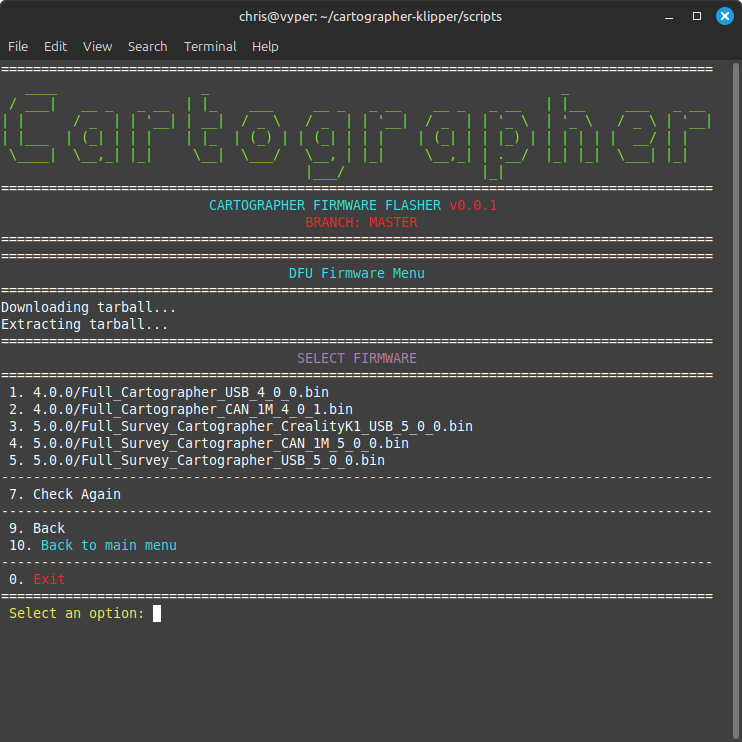 chris@vyper: ~/cartographer-klipper/scripts
File Edit View Search Terminal Help
=========================================================================================
Cartographer
=========================================================================================
CARTOGRAPHER FIRMWARE FLASHER v0.0.1
BRANCH: MASTER
=========================================================================================
=========================================================================================
DFU Firmware Menu
=========================================================================================
Downloading tarball...
Extracting tarball...
=========================================================================================
SELECT FIRMWARE
=========================================================================================
1. 4.0.0/Full_Cartographer_USB_4_0_0.bin
2. 4.0.0/Full_Cartographer_CAN_1M_4_0_1.bin
3. 5.0.0/Full_Survey_Cartographer_CrealityK1_USB_5_0_0.bin
4. 5.0.0/Full_Survey_Cartographer_CAN_1M_5_0_0.bin
5. 5.0.0/Full_Survey_Cartographer_USB_5_0_0.bin
-----------------------------------------------------------------------------------------
7. Check Again
-----------------------------------------------------------------------------------------
9. Back
10. Back to main menu
-----------------------------------------------------------------------------------------
0. Exit
=========================================================================================
Select an option: